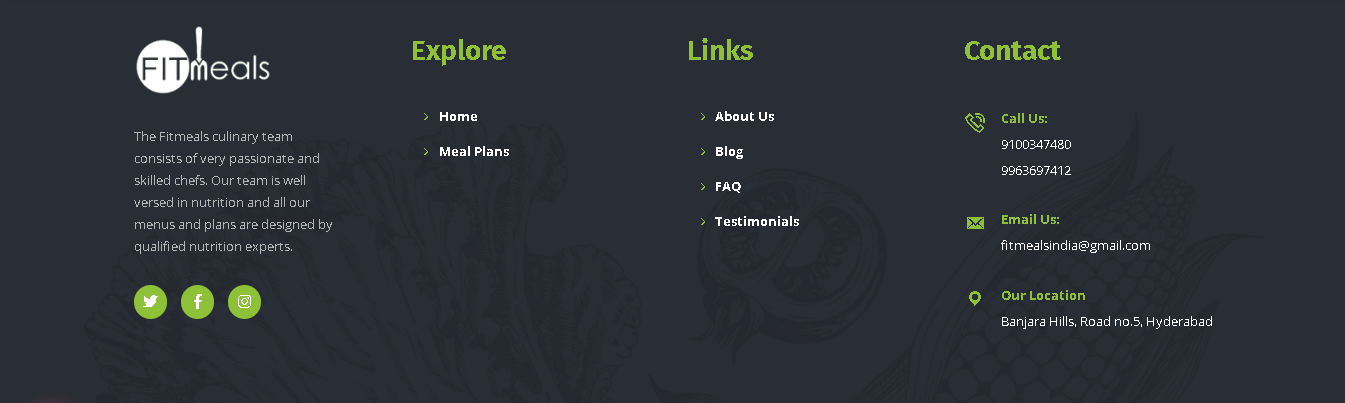 FITmeals
The Fitmeals culinary team
consists of very passionate and
skilled chefs. Our team is well
versed in nutrition and all our
menus and plans are designed by
qualified nutrition experts.
Explore
Home
Meal Plans
Links
About Us
Blog
FAQ
Testimonials
Contact
Call Us:
9100347480
9963697412
Email Us:
fitmealsindia@gmail.com
Our Location
Banjara Hills, Road no.5, Hyderabad